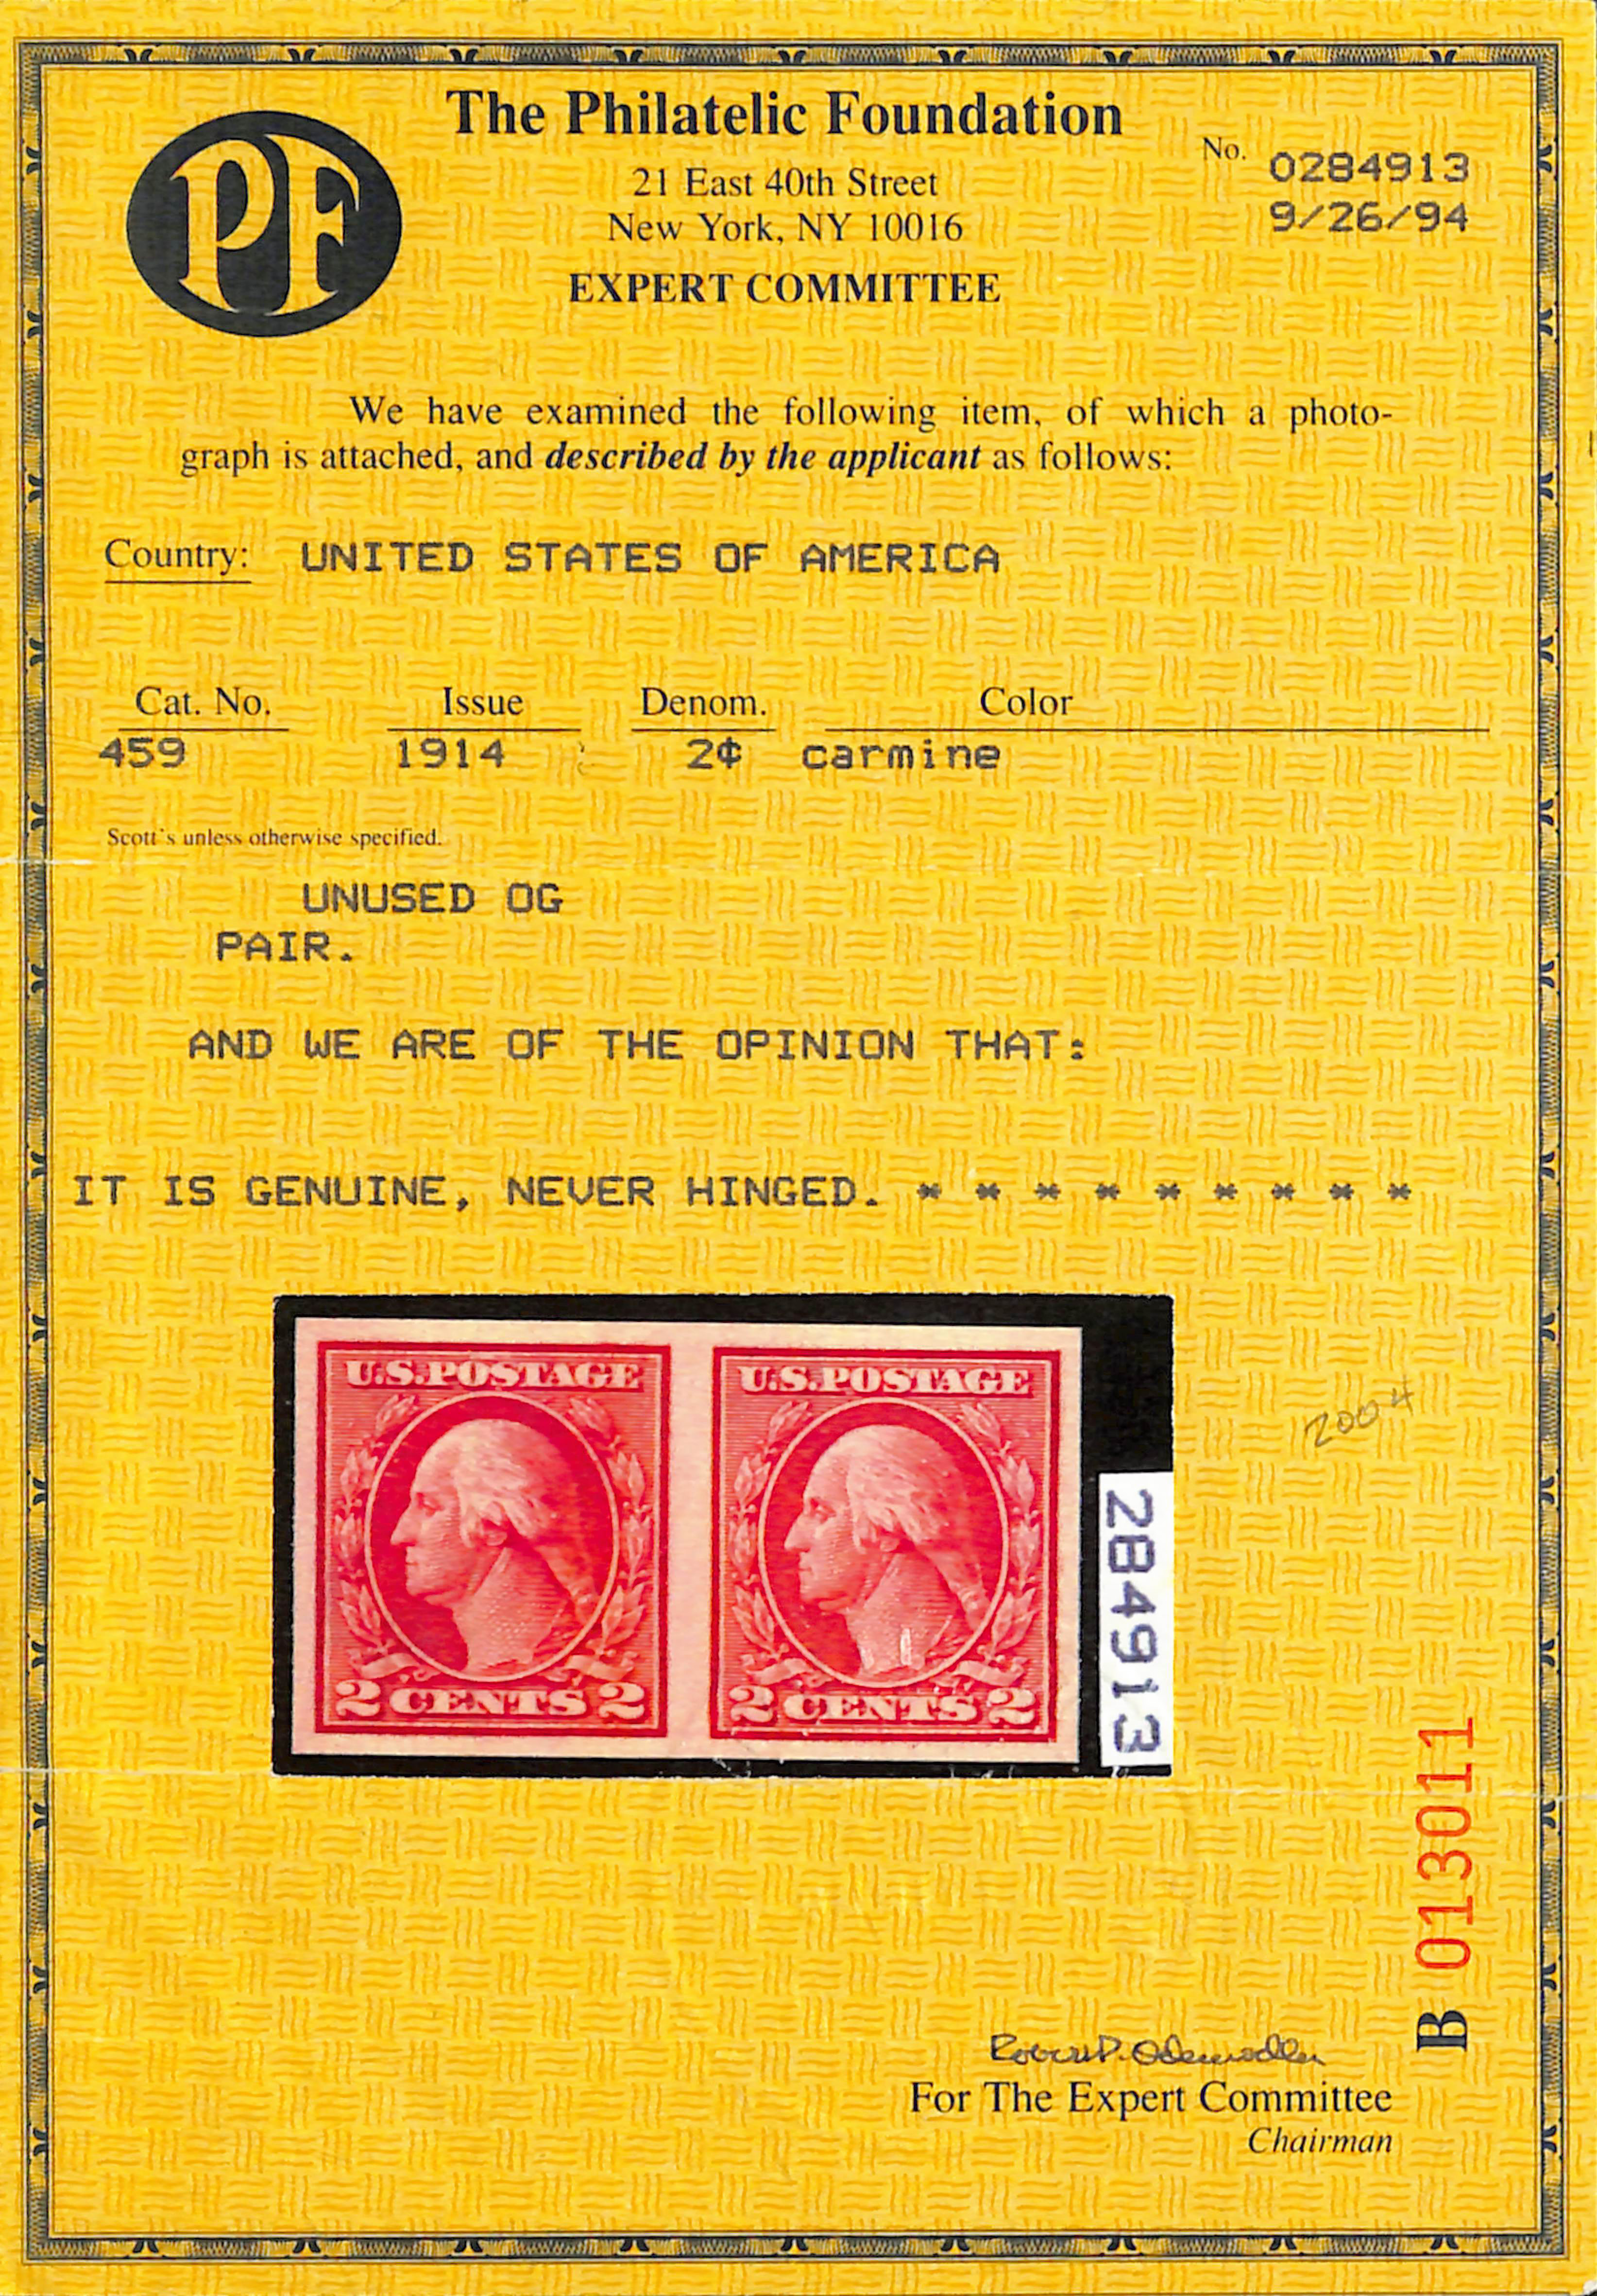 PF
The Philatelic Foundation
21 East 40th Street
New York, NY 10016
EXPERT COMMITTEE
No. 0284913
9/26/94
We have examined the following item, of which a photo-
graph is attached, and described by the applicant as follows:
Country: UNITED STATES OF AMERICA
Cat. No. Issue Denom. Color
459 1914 2¢ carmine
Scott's unless otherwise specified.
UNUSED OG
PAIR.
AND WE ARE OF THE OPINION THAT:
IT IS GENUINE, NEVER HINGED. * * * * * * * * *
U.S.POSTAGE U.S.POSTAGE
2 CENTS 2 2 CENTS 2
284913
2004
B 013011
Robert P. Odenweller
For The Expert Committee
Chairman